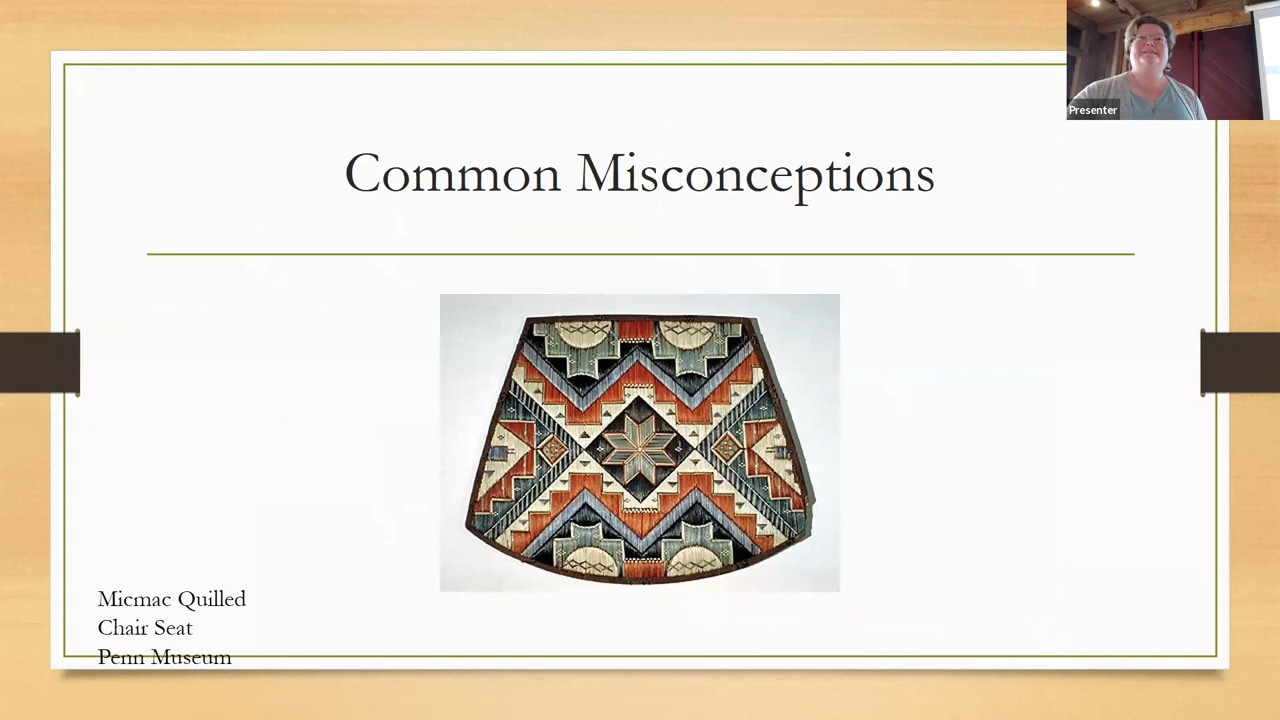 Presenter
Common Misconceptions
Micmac Quilled
Chair Seat
Penn Museum